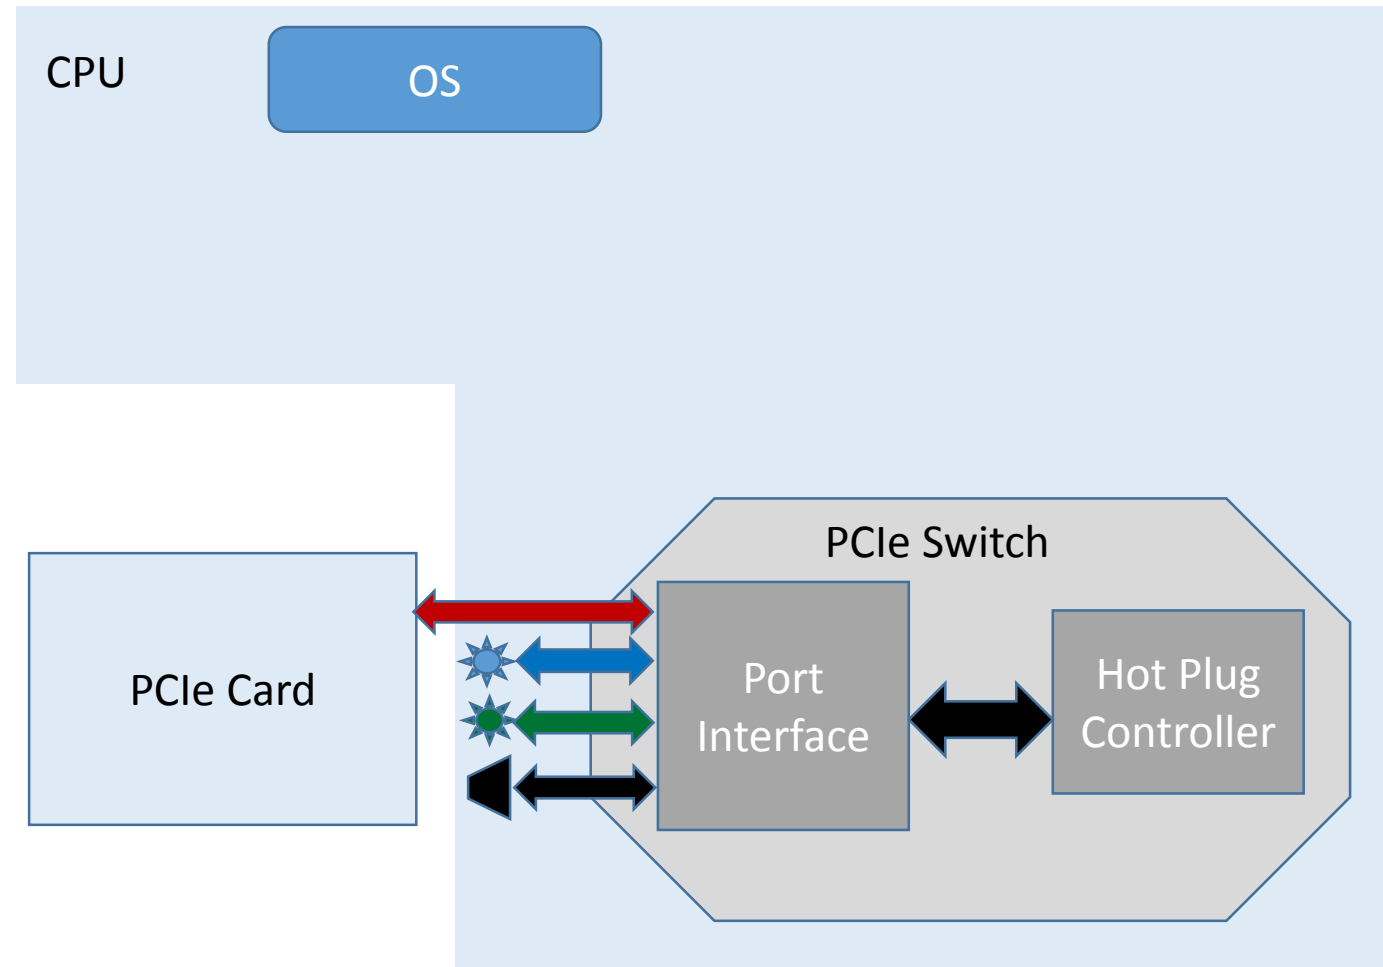 CPU
OS
PCIe Switch
PCIe Card
Port
Interface
Hot Plug
Controller